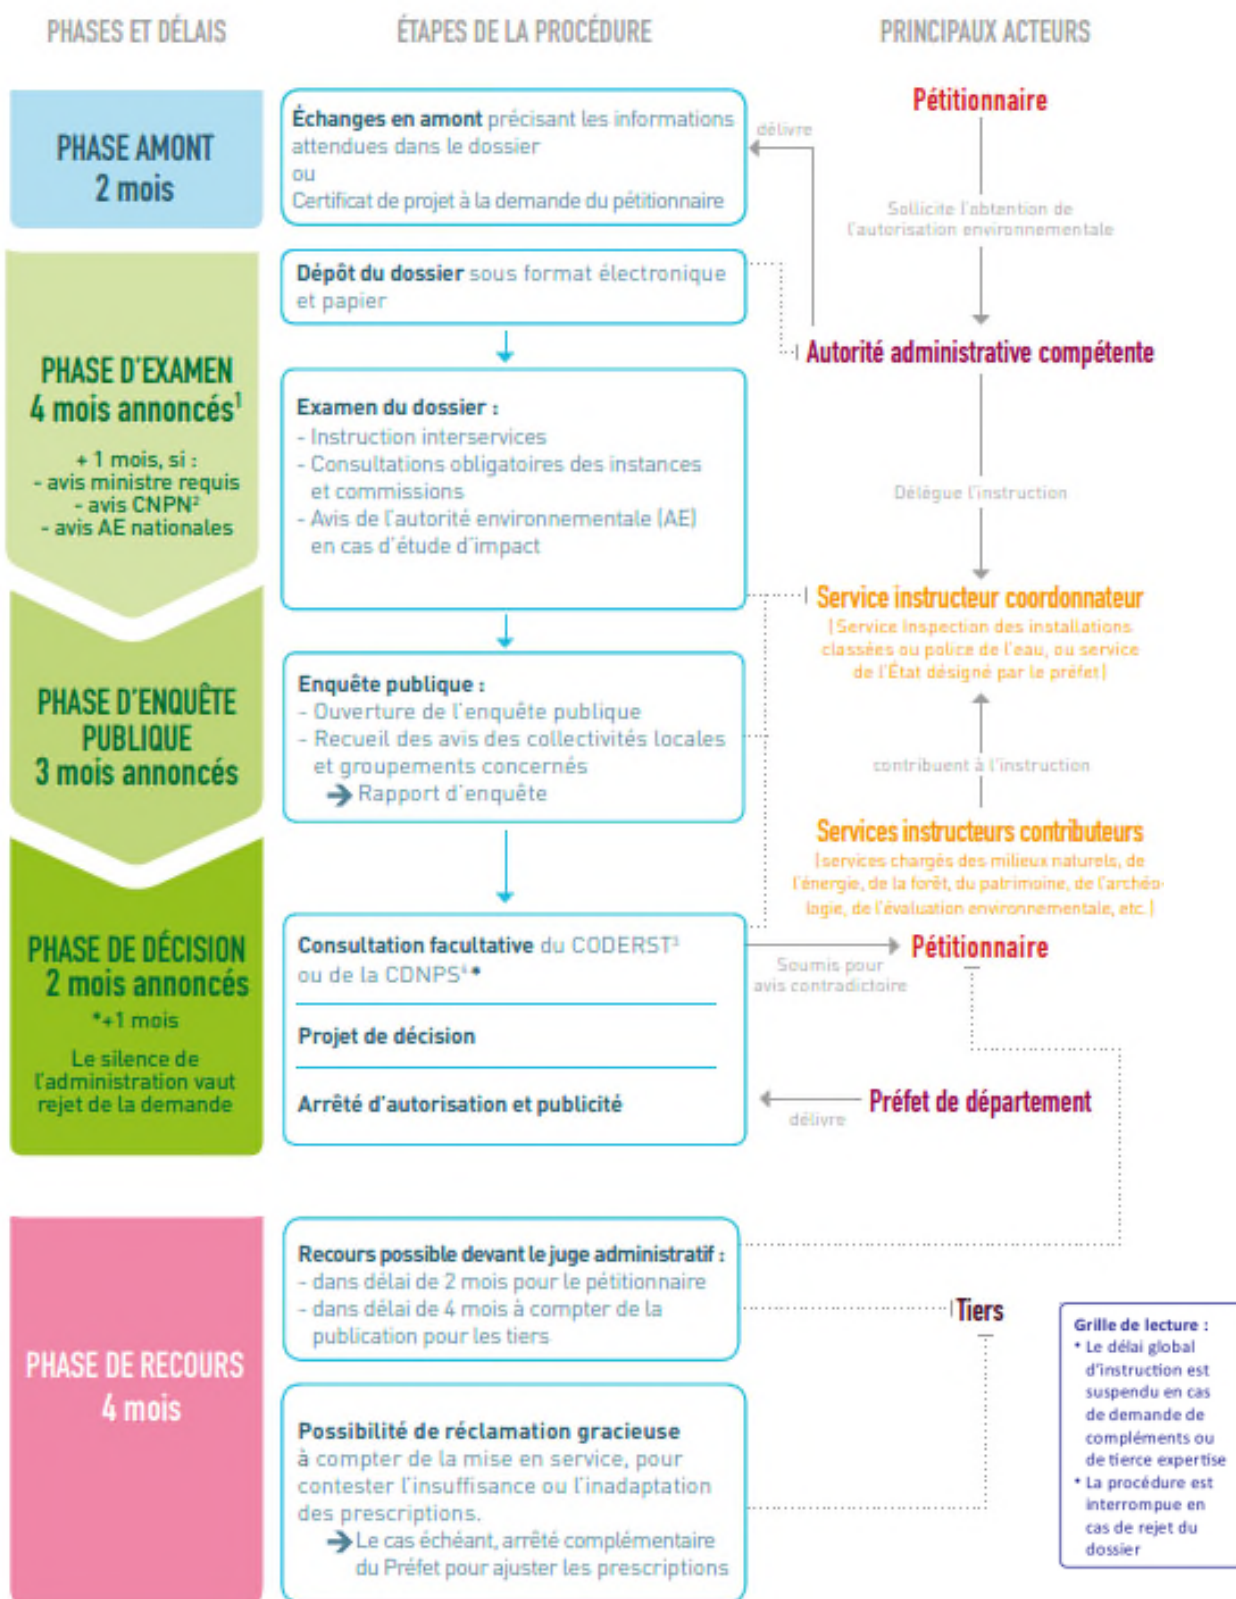 PHASES ET DÉLAIS
ÉTAPES DE LA PROCÉDURE
PRINCIPAUX ACTEURS
PHASE AMONT
2 mois
Échanges en amont précisant les informations
attendues dans le dossier
ou
Certificat de projet à la demande du pétitionnaire
délivre
Pétitionnaire
Sollicite l'obtention de
l'autorisation environnementale
PHASE D'EXAMEN
4 mois annoncés¹
+ 1 mois, si :
- avis ministre requis
- avis CNPN²
- avis AE nationales
Dépôt du dossier sous format électronique
et papier
Autorité administrative compétente
Examen du dossier :
- Instruction interservices
- Consultations obligatoires des instances
et commissions
- Avis de l'autorité environnementale (AE)
en cas d'étude d'impact
Délègue l'instruction
Service instructeur coordonnateur
(Service Inspection des installations
classées ou police de l'eau, ou service
de l'État désigné par le préfet)
PHASE D'ENQUÊTE
PUBLIQUE
3 mois annoncés
Enquête publique :
- Ouverture de l'enquête publique
- Recueil des avis des collectivités locales
et groupements concernés
➔ Rapport d'enquête
contribuent à l'instruction
Services instructeurs contributeurs
(services chargés des milieux naturels, de
l'énergie, de la forêt, du patrimoine, de l'archéo-
logie, de l'évaluation environnementale, etc.)
PHASE DE DÉCISION
2 mois annoncés
*+1 mois
Le silence de
l'administration vaut
rejet de la demande
Consultation facultative du CODERST³
ou de la CDNPS⁴ *
Projet de décision
Arrêté d'autorisation et publicité
Soumis pour
avis contradictoire
Pétitionnaire
délivre
Préfet de département
PHASE DE RECOURS
4 mois
Recours possible devant le juge administratif :
- dans délai de 2 mois pour le pétitionnaire
- dans délai de 4 mois à compter de la
publication pour les tiers
Tiers
Possibilité de réclamation gracieuse
à compter de la mise en service, pour
contester l'insuffisance ou l'inadaptation
des prescriptions.
➔ Le cas échéant, arrêté complémentaire
du Préfet pour ajuster les prescriptions
Grille de lecture :
* Le délai global
d'instruction est
suspendu en cas
de demande de
compléments ou
de tierce expertise
* La procédure est
interrompue en
cas de rejet du
dossier